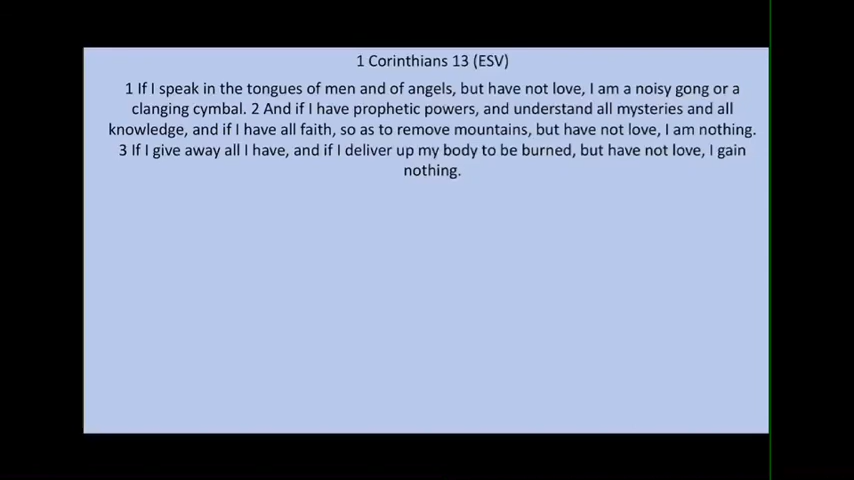 1 Corinthians 13 (ESV)
1 If I speak in the tongues of men and of angels, but have not love, I am a noisy gong or a
clanging cymbal. 2 And if I have prophetic powers, and understand all mysteries and all
knowledge, and if I have all faith, so as to remove mountains, but have not love, I am nothing.
3 If I give away all I have, and if I deliver up my body to be burned, but have not love, I gain
nothing.